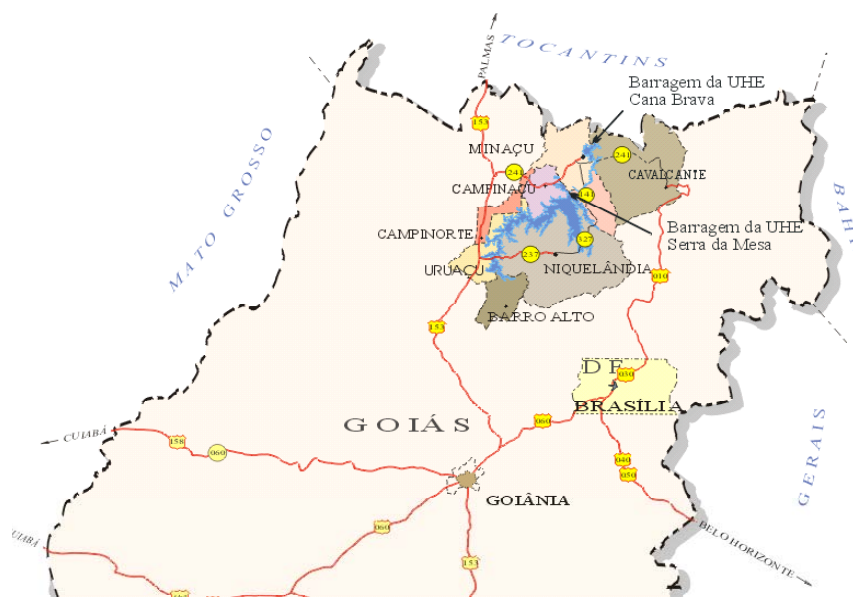 TOCANTINS
PALMAS
Barragem da UHE
Cana Brava
153
MINAÇU
241
241
CAMPINAÇU
CAVALCANTE
141
MATO GROSSO
BAH
CAMPINORTE
Barragem da UHE
Serra da Mesa
327
237
URUAÇU
NIQUELÂNDIA
010
BARRO ALTO
153
DF
030
BRASÍLIA
GOIÁS
060
CUIABÁ
158
060
040
050
GERAIS
GOIÂNIA
060
BELO HORIZONTE
CUIABÁ
153